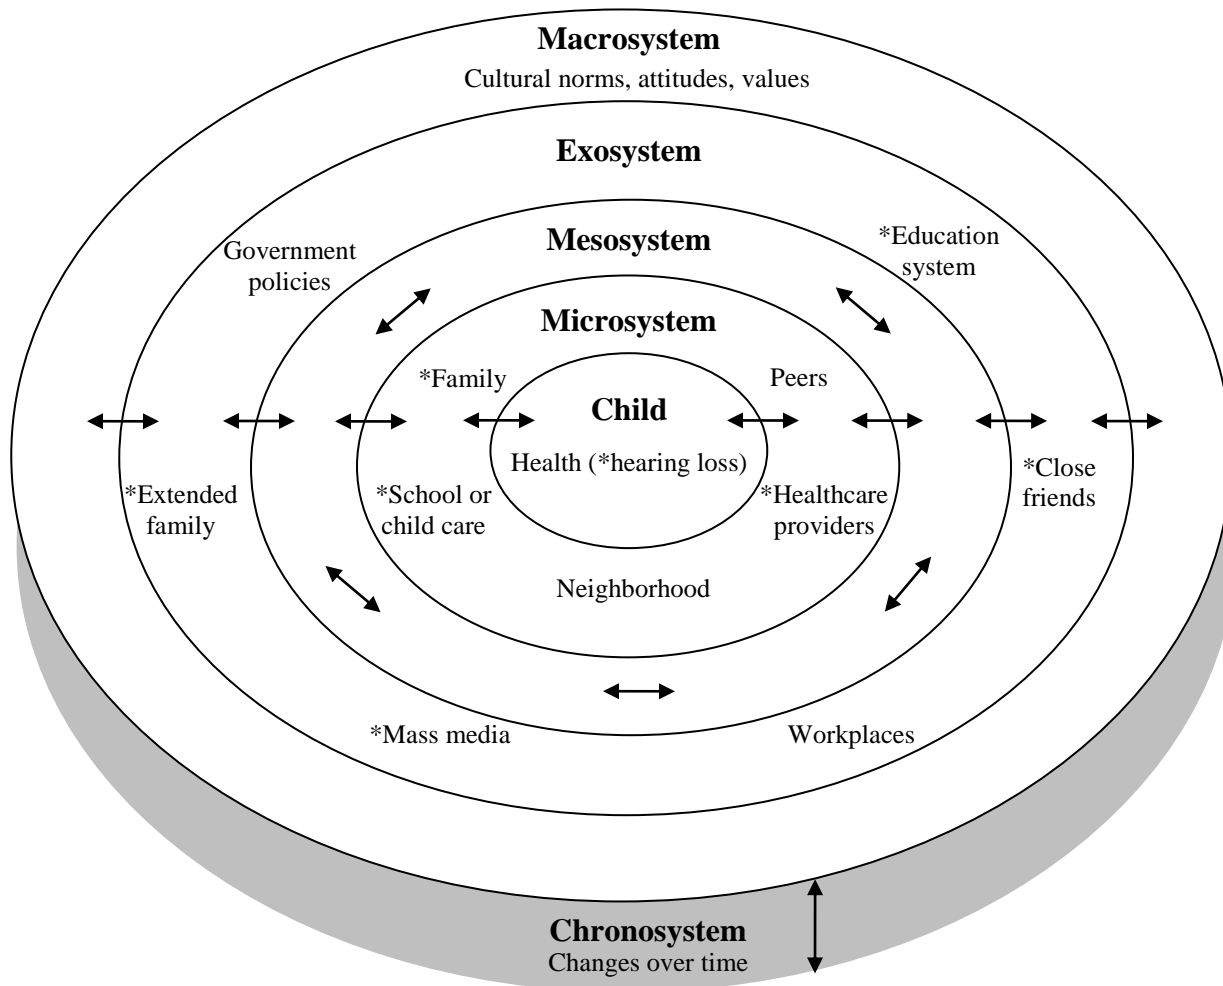 Macrosystem
Cultural norms, attitudes, values
Exosystem
Government
policies
*Education
system
Mesosystem
Microsystem
*Family
Peers
Child
Health (*hearing loss)
*Extended
family
*School or
child care
*Healthcare
providers
*Close
friends
Neighborhood
*Mass media
Workplaces
Chronosystem
Changes over time